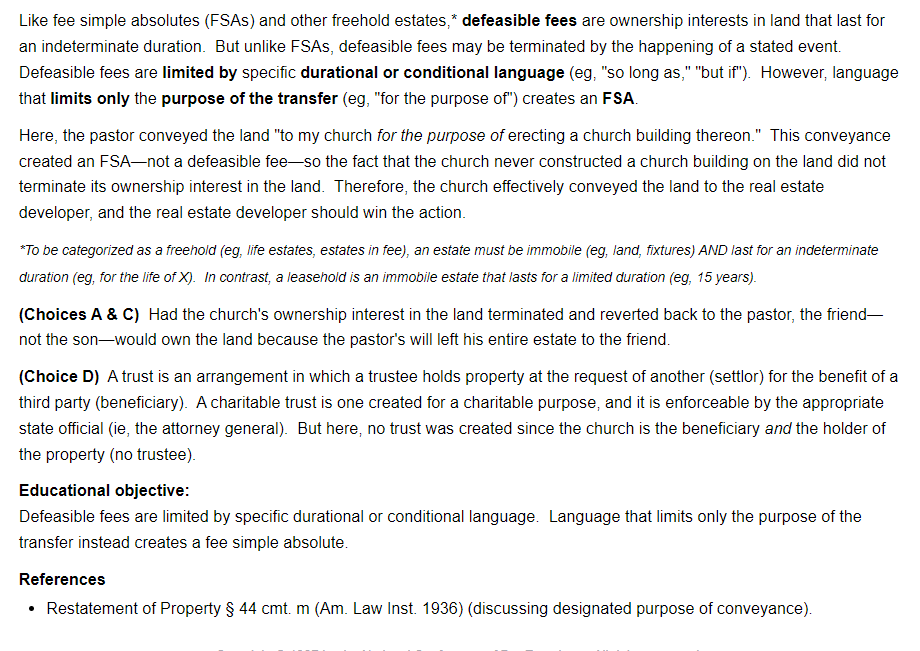 Like fee simple absolutes (FSAs) and other freehold estates,* defeasible fees are ownership interests in land that last for
an indeterminate duration.  But unlike FSAs, defeasible fees may be terminated by the happening of a stated event.
Defeasible fees are limited by specific durational or conditional language (eg, "so long as," "but if").  However, language
that limits only the purpose of the transfer (eg, "for the purpose of") creates an FSA.
Here, the pastor conveyed the land "to my church for the purpose of erecting a church building thereon."  This conveyance
created an FSA—not a defeasible fee—so the fact that the church never constructed a church building on the land did not
terminate its ownership interest in the land.  Therefore, the church effectively conveyed the land to the real estate
developer, and the real estate developer should win the action.
*To be categorized as a freehold (eg, life estates, estates in fee), an estate must be immobile (eg, land, fixtures) AND last for an indeterminate
duration (eg, for the life of X).  In contrast, a leasehold is an immobile estate that lasts for a limited duration (eg, 15 years).
(Choices A & C)  Had the church's ownership interest in the land terminated and reverted back to the pastor, the friend—
not the son—would own the land because the pastor's will left his entire estate to the friend.
(Choice D)  A trust is an arrangement in which a trustee holds property at the request of another (settlor) for the benefit of a
third party (beneficiary).  A charitable trust is one created for a charitable purpose, and it is enforceable by the appropriate
state official (ie, the attorney general).  But here, no trust was created since the church is the beneficiary and the holder of
the property (no trustee).
Educational objective:
Defeasible fees are limited by specific durational or conditional language.  Language that limits only the purpose of the
transfer instead creates a fee simple absolute.
References
• Restatement of Property § 44 cmt. m (Am. Law Inst. 1936) (discussing designated purpose of conveyance).